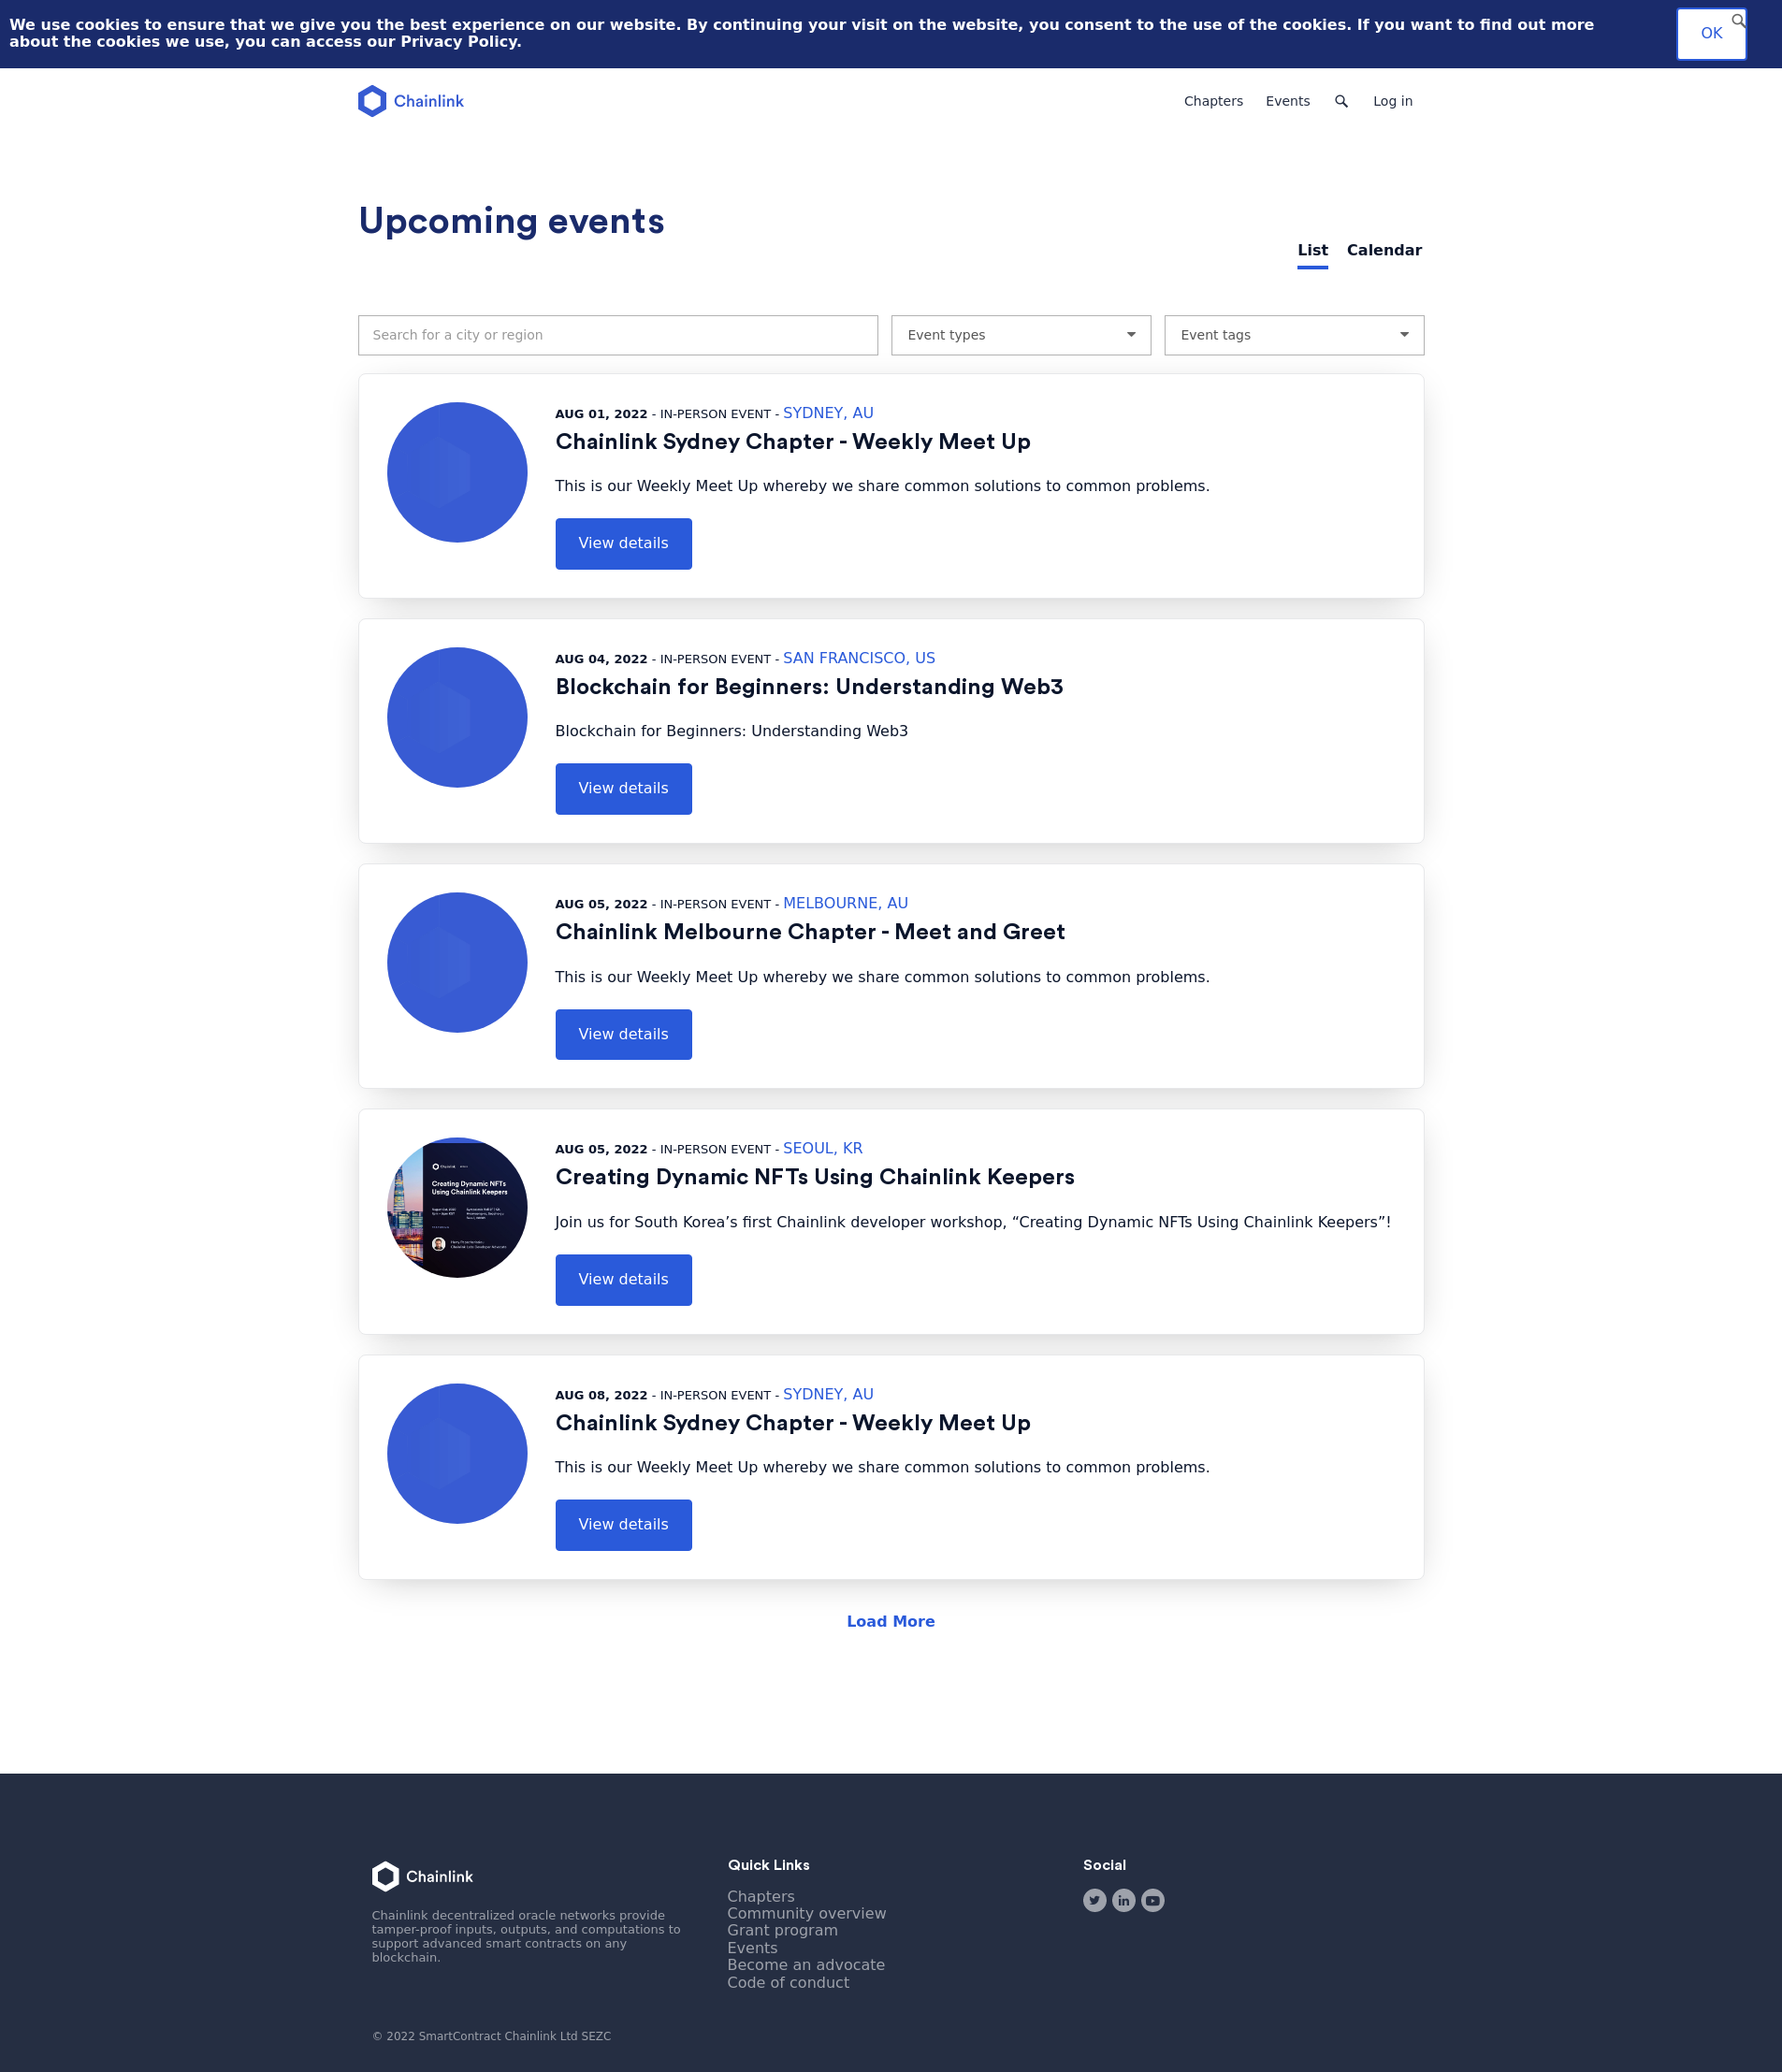 We use cookies to ensure that we give you the best experience on our website. By continuing your visit on the website, you consent to the use of the cookies. If you want to find out more
about the cookies we use, you can access our Privacy Policy.
OK
Chainlink
Chapters
Events
Log in
Upcoming events
List
Calendar
Search for a city or region
Event types
Event tags
AUG 01, 2022 - IN-PERSON EVENT - SYDNEY, AU
Chainlink Sydney Chapter - Weekly Meet Up
This is our Weekly Meet Up whereby we share common solutions to common problems.
View details
AUG 04, 2022 - IN-PERSON EVENT - SAN FRANCISCO, US
Blockchain for Beginners: Understanding Web3
Blockchain for Beginners: Understanding Web3
View details
AUG 05, 2022 - IN-PERSON EVENT - MELBOURNE, AU
Chainlink Melbourne Chapter - Meet and Greet
This is our Weekly Meet Up whereby we share common solutions to common problems.
View details
Creating Dynamic NFTs
Using Chainlink Keepers
AUG 05, 2022 - IN-PERSON EVENT - SEOUL, KR
Creating Dynamic NFTs Using Chainlink Keepers
Join us for South Korea’s first Chainlink developer workshop, “Creating Dynamic NFTs Using Chainlink Keepers”!
View details
AUG 08, 2022 - IN-PERSON EVENT - SYDNEY, AU
Chainlink Sydney Chapter - Weekly Meet Up
This is our Weekly Meet Up whereby we share common solutions to common problems.
View details
Load More
Chainlink
Chainlink decentralized oracle networks provide
tamper-proof inputs, outputs, and computations to
support advanced smart contracts on any
blockchain.
Quick Links
Chapters
Community overview
Grant program
Events
Become an advocate
Code of conduct
Social
© 2022 SmartContract Chainlink Ltd SEZC